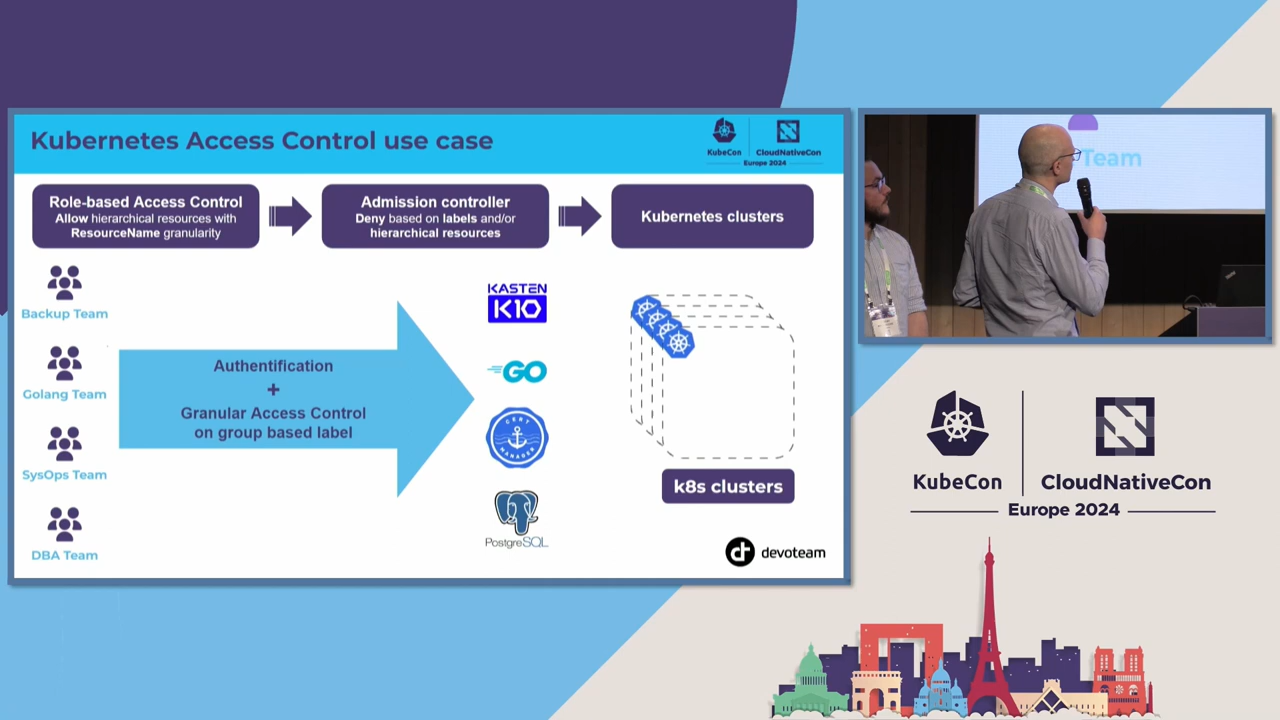 Kubernetes Access Control use case
KubeCon
CloudNativeCon
Europe 2024
Role-based Access Control
Allow hierarchical resources with
ResourceName granularity
Admission controller
Deny based on labels and/or
hierarchical resources
Kubernetes clusters
Backup Team
Golang Team
SysOps Team
DBA Team
Authentification
+
Granular Access Control
on group based label
KASTEN
K10
GO
CERT
MANAGER
PostgreSQL
k8s clusters
devoteam
Team
KubeCon
CloudNativeCon
Europe 2024